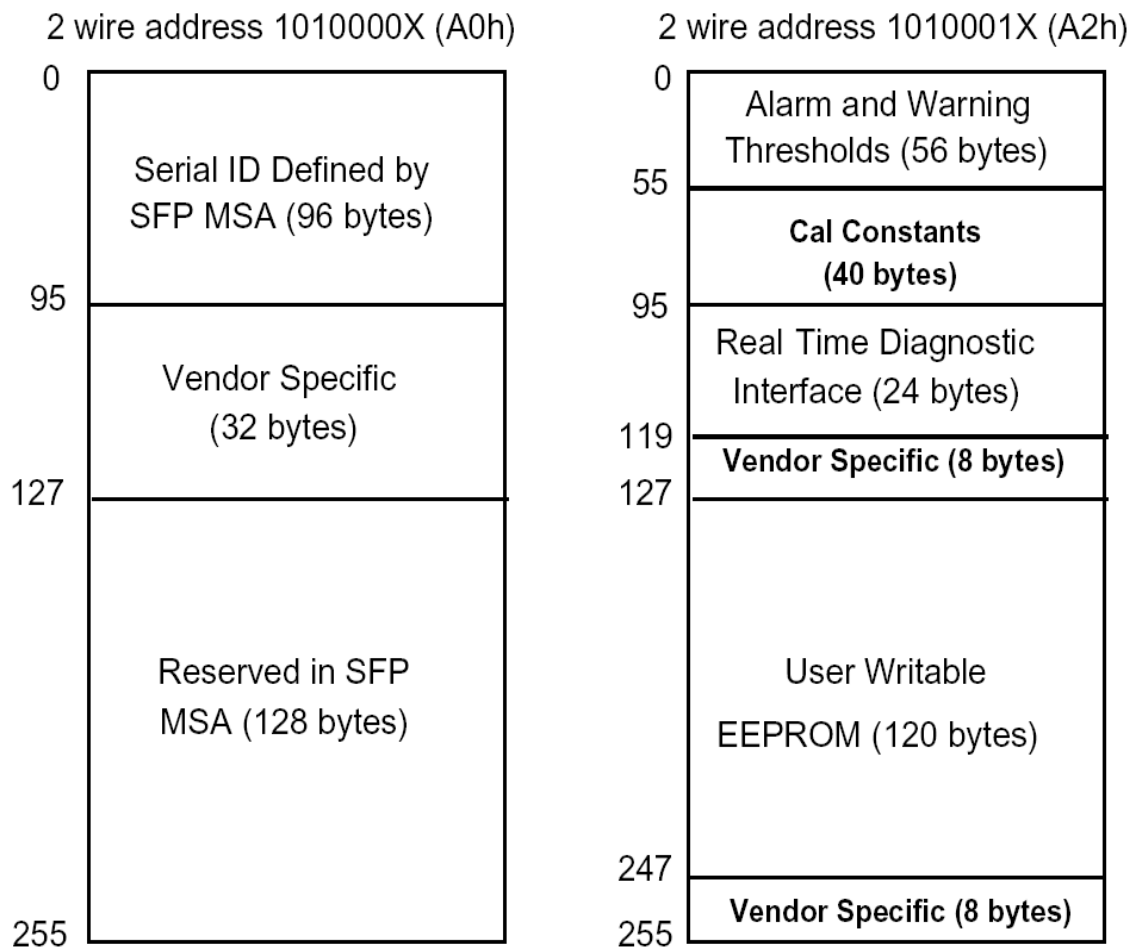 2 wire address 1010000X (A0h)
0
Serial ID Defined by
SFP MSA (96 bytes)
95
Vendor Specific
(32 bytes)
127
Reserved in SFP
MSA (128 bytes)
255
2 wire address 1010001X (A2h)
0
Alarm and Warning
Thresholds (56 bytes)
55
Cal Constants
(40 bytes)
95
Real Time Diagnostic
Interface (24 bytes)
119
Vendor Specific (8 bytes)
127
User Writable
EEPROM (120 bytes)
247
Vendor Specific (8 bytes)
255